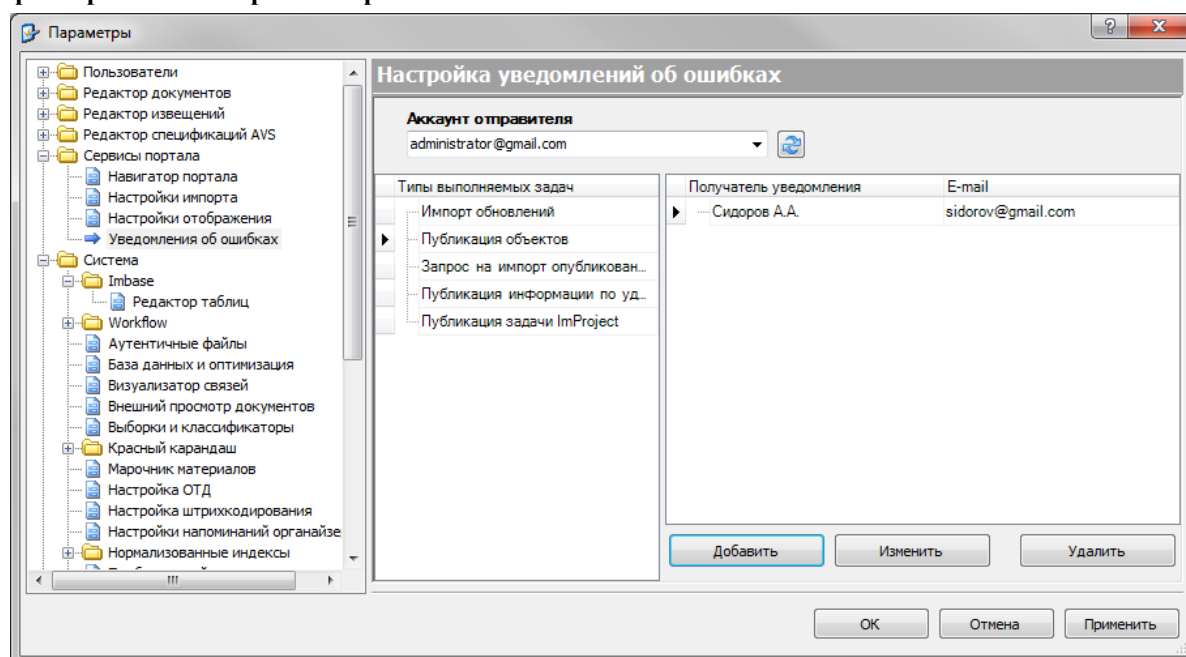 Параметры
Пользователи
Редактор документов
Редактор извещений
Редактор спецификаций AVS
Сервисы портала
Навигатор портала
Настройки импорта
Настройки отображения
Уведомления об ошибках
Система
Imbase
Редактор таблиц
Workflow
Аутентичные файлы
База данных и оптимизация
Визуализатор связей
Внешний просмотр документов
Выборки и классификаторы
Красный карандаш
Марочник материалов
Настройка ОТД
Настройка штрихкодирования
Настройки напоминаний органайзе
Нормализованные индексы
Настройка уведомлений об ошибках
Аккаунт отправителя
administrator@gmail.com
Типы выполняемых задач
Импорт обновлений
Публикация объектов
Запрос на импорт опубликован...
Публикация информации по уд...
Публикация задачи ImProject
Получатель уведомления E-mail
Сидоров А.А. sidorov@gmail.com
Добавить Изменить Удалить
ОК Отмена Применить